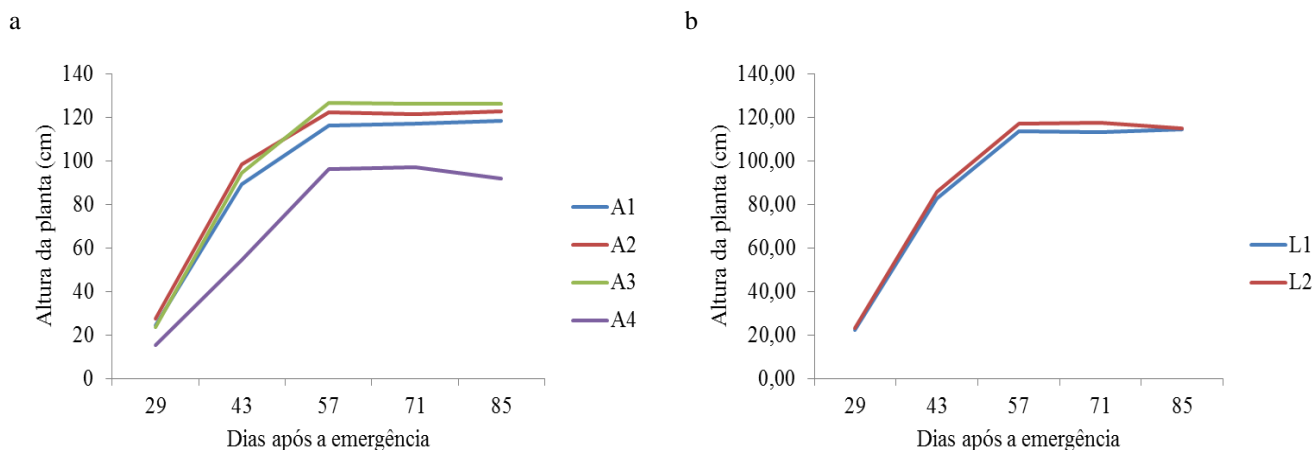 a
140
120
100
80
60
40
20
0
Altura da planta (cm)
29 43 57 71 85
Dias após a emergência
A1
A2
A3
A4
b
140,00
120,00
100,00
80,00
60,00
40,00
20,00
0,00
Altura da planta (cm)
29 43 57 71 85
Dias após a emergência
L1
L2